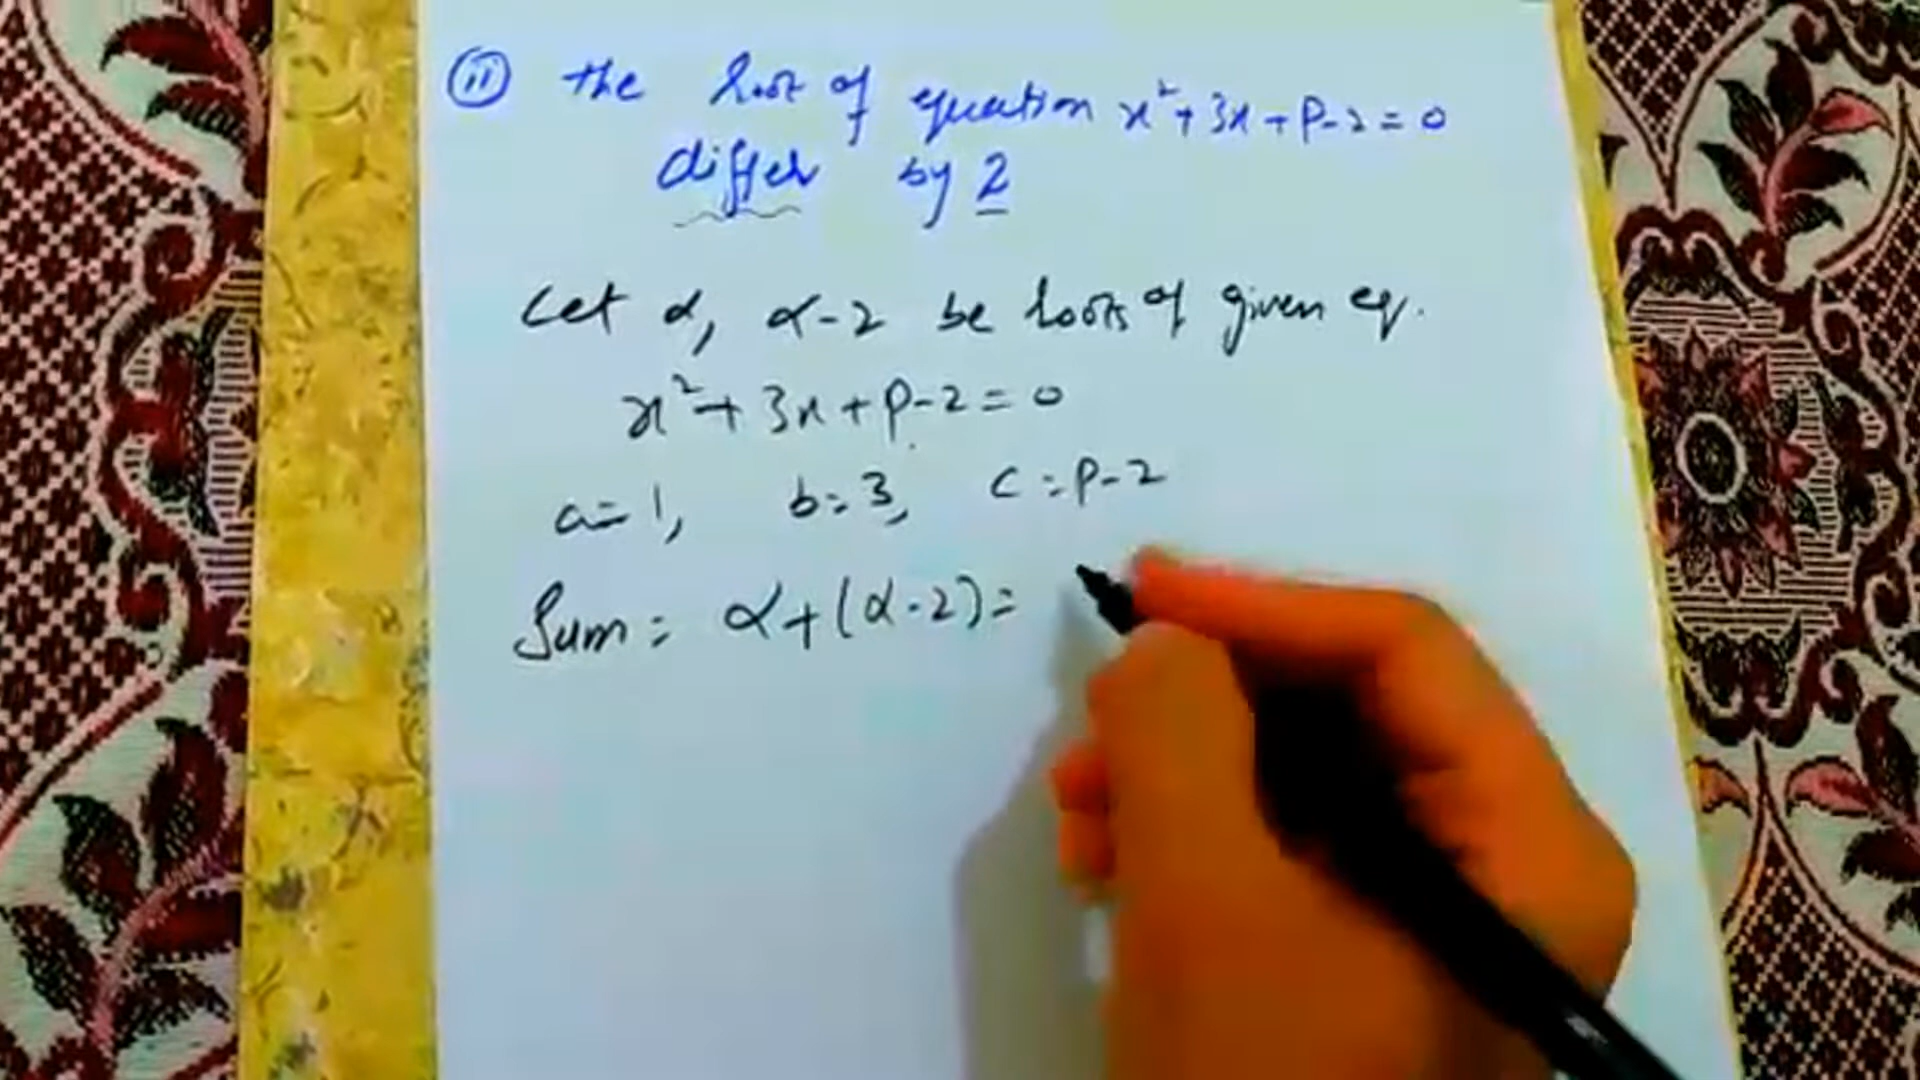 (ii) the root of equation x²+3x+P-2=0
differ by 2
Let α, α-2 be roots of given eq.
x²+3x+P-2=0
a=1, b=3, c=P-2
Sum= α+(α-2)=